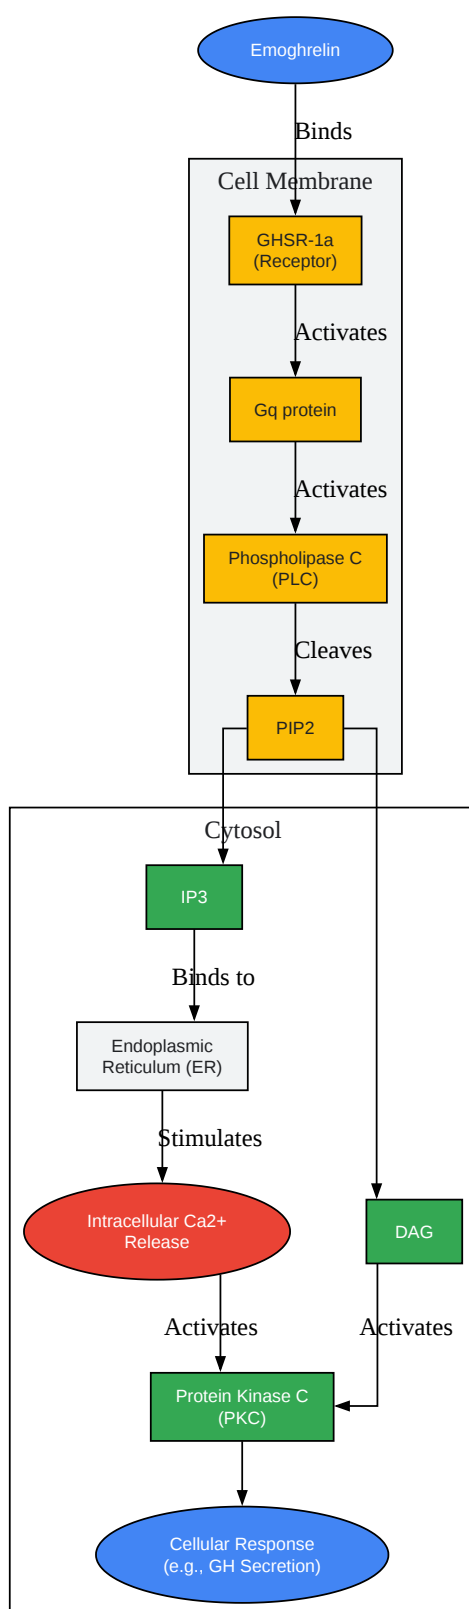 Emoghrelin
Binds
Cell Membrane
GHSR-1a
(Receptor)
Activates
Gq protein
Activates
Phospholipase C
(PLC)
Cleaves
PIP2
Cytosol
IP3
Binds to
Endoplasmic
Reticulum (ER)
Stimulates
Intracellular Ca2+
Release
DAG
Activates
Activates
Protein Kinase C
(PKC)
Cellular Response
(e.g., GH Secretion)